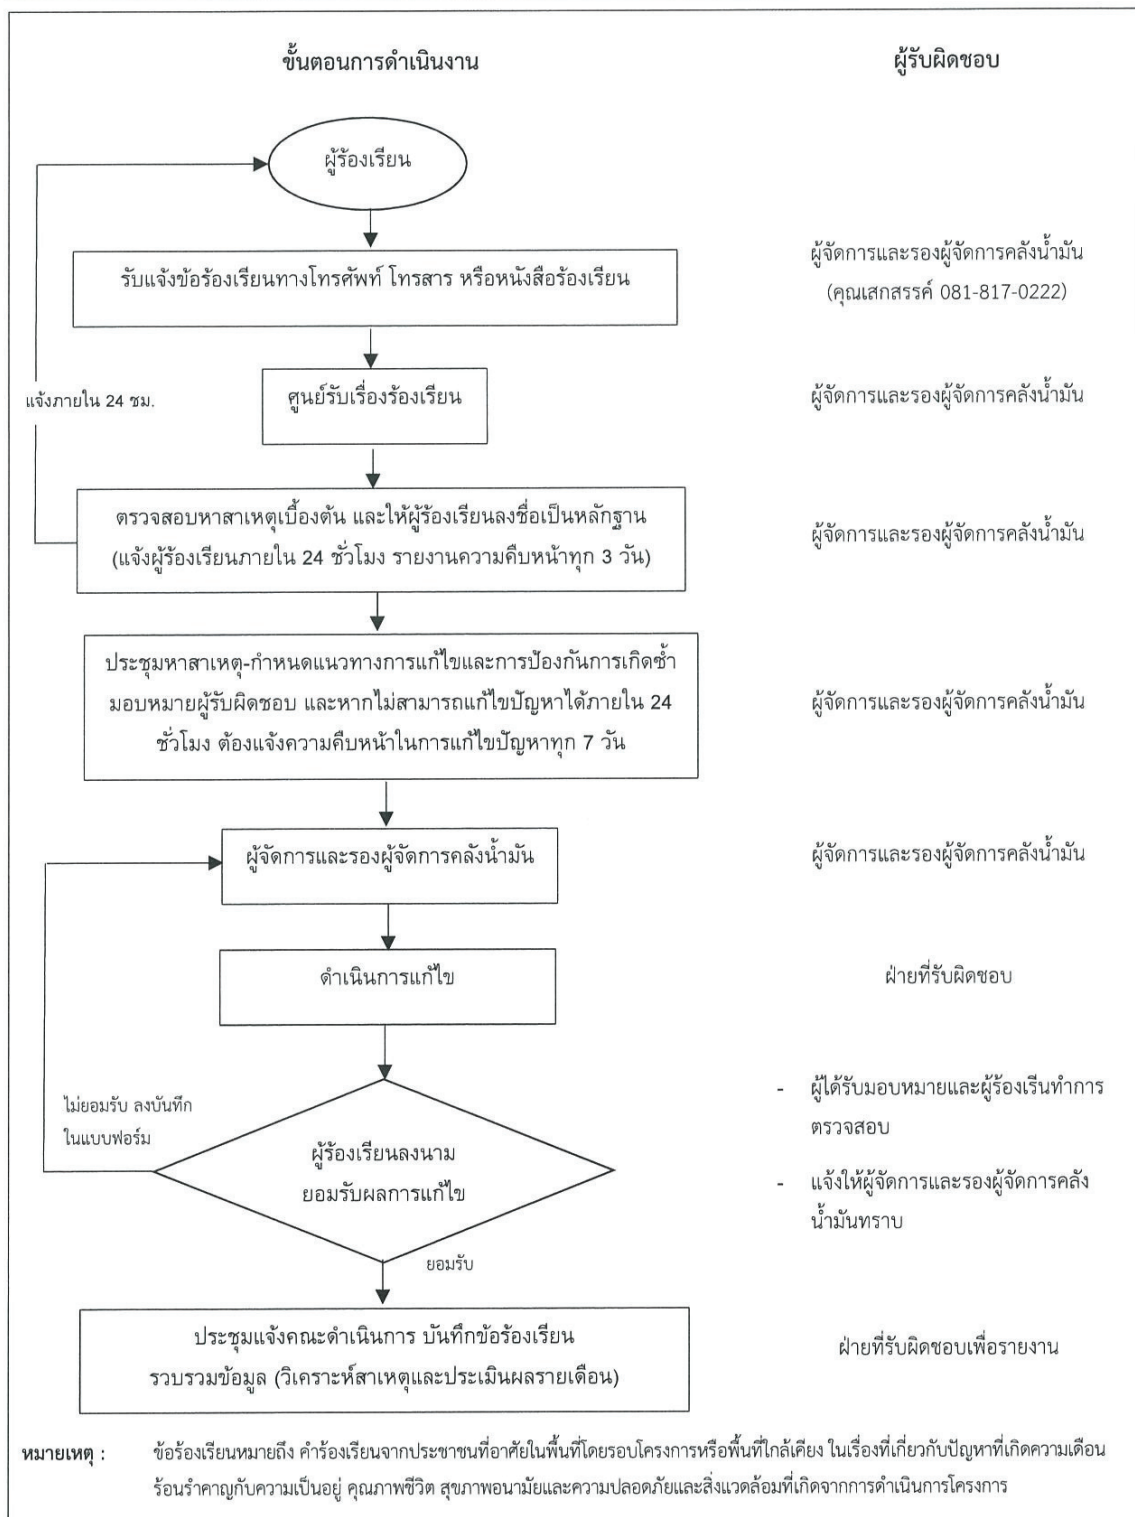 ขั้นตอนการดำเนินงาน
ผู้รับผิดชอบ
ผู้ร้องเรียน
รับแจ้งข้อร้องเรียนทางโทรศัพท์ โทรสาร หรือหนังสือร้องเรียน
ผู้จัดการและรองผู้จัดการคลังน้ำมัน
(คุณเสกสรรค์ 081-817-0222)
แจ้งภายใน 24 ชม.
ศูนย์รับเรื่องร้องเรียน
ผู้จัดการและรองผู้จัดการคลังน้ำมัน
ตรวจสอบหาสาเหตุเบื้องต้น และให้ผู้ร้องเรียนลงชื่อเป็นหลักฐาน
(แจ้งผู้ร้องเรียนภายใน 24 ชั่วโมง รายงานความคืบหน้าทุก 3 วัน)
ผู้จัดการและรองผู้จัดการคลังน้ำมัน
ประชุมหาสาเหตุ-กำหนดแนวทางการแก้ไขและการป้องกันการเกิดซ้ำ
มอบหมายผู้รับผิดชอบ และหากไม่สามารถแก้ไขปัญหาได้ภายใน 24
ชั่วโมง ต้องแจ้งความคืบหน้าในการแก้ไขปัญหาทุก 7 วัน
ผู้จัดการและรองผู้จัดการคลังน้ำมัน
ผู้จัดการและรองผู้จัดการคลังน้ำมัน
ผู้จัดการและรองผู้จัดการคลังน้ำมัน
ดำเนินการแก้ไข
ฝ่ายที่รับผิดชอบ
ไม่ยอมรับ ลงบันทึก
ในแบบฟอร์ม
ผู้ร้องเรียนลงนาม
ยอมรับผลการแก้ไข
- ผู้ได้รับมอบหมายและผู้ร้องเรีนทำการ
ตรวจสอบ
- แจ้งให้ผู้จัดการและรองผู้จัดการคลัง
น้ำมันทราบ
ยอมรับ
ประชุมแจ้งคณะดำเนินการ บันทึกข้อร้องเรียน
รวบรวมข้อมูล (วิเคราะห์สาเหตุและประเมินผลรายเดือน)
ฝ่ายที่รับผิดชอบเพื่อรายงาน
หมายเหตุ : ข้อร้องเรียนหมายถึง คำร้องเรียนจากประชาชนที่อาศัยในพื้นที่โดยรอบโครงการหรือพื้นที่ใกล้เคียง ในเรื่องที่เกี่ยวกับปัญหาที่เกิดความเดือน
ร้อนรำคาญกับความเป็นอยู่ คุณภาพชีวิต สุขภาพอนามัยและความปลอดภัยและสิ่งแวดล้อมที่เกิดจากการดำเนินการโครงการ